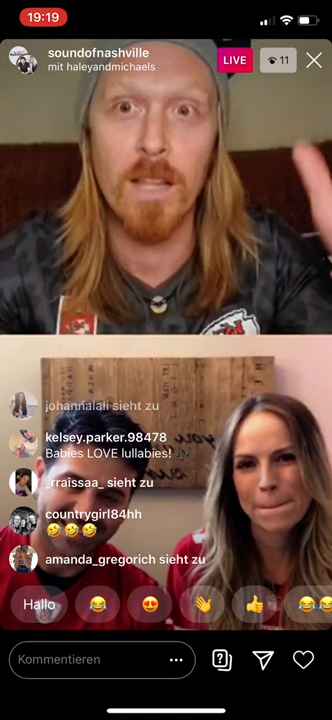 19:19
soundofnashville
mit haleyandmichaels
LIVE
11
johannalali sieht zu
kelsey.parker.98478
Babies LOVE lullabies! 🎶
_rraissaa_ sieht zu
countrygirl84hh
🤣🤣🤣
amanda_gregorich sieht zu
Hallo 😂 😍 👋 👍 😂😂
Kommentieren